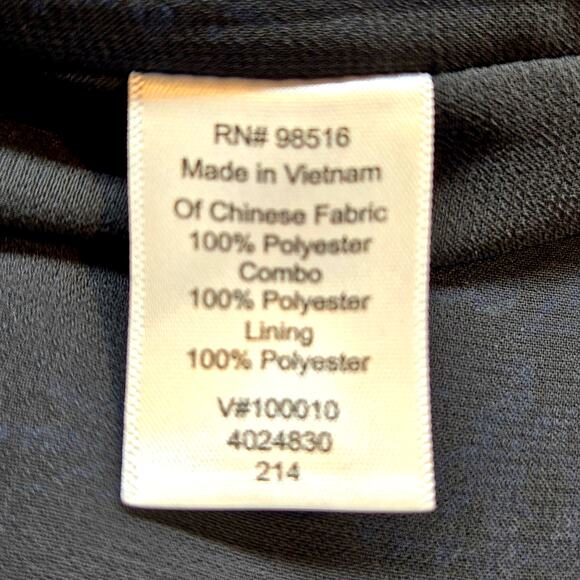 RN# 98516
Made in Vietnam
Of Chinese Fabric
100% Polyester
Combo
100% Polyester
Lining
100% Polyester
V#100010
4024830
214